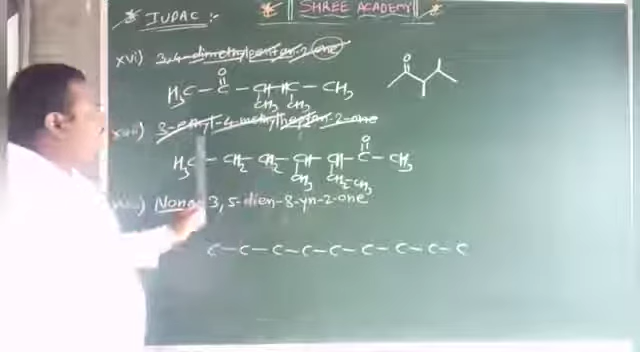 * IUPAC :- * SHREE ACADEMY *
xvi) 3,4-dimethylpentan-2-one
O O
H₃C - C - CH - CH - CH₃
CH₃ CH₃
xvii) 3-ethyl-4-methylheptan-2-one
O
H₃C - CH₂ - CH₂ - CH - CH - C - CH₃
CH₃ CH₂-CH₃
Nona-3,5-dien-8-yn-2-one
C - C - C - C - C - C - C - C - C